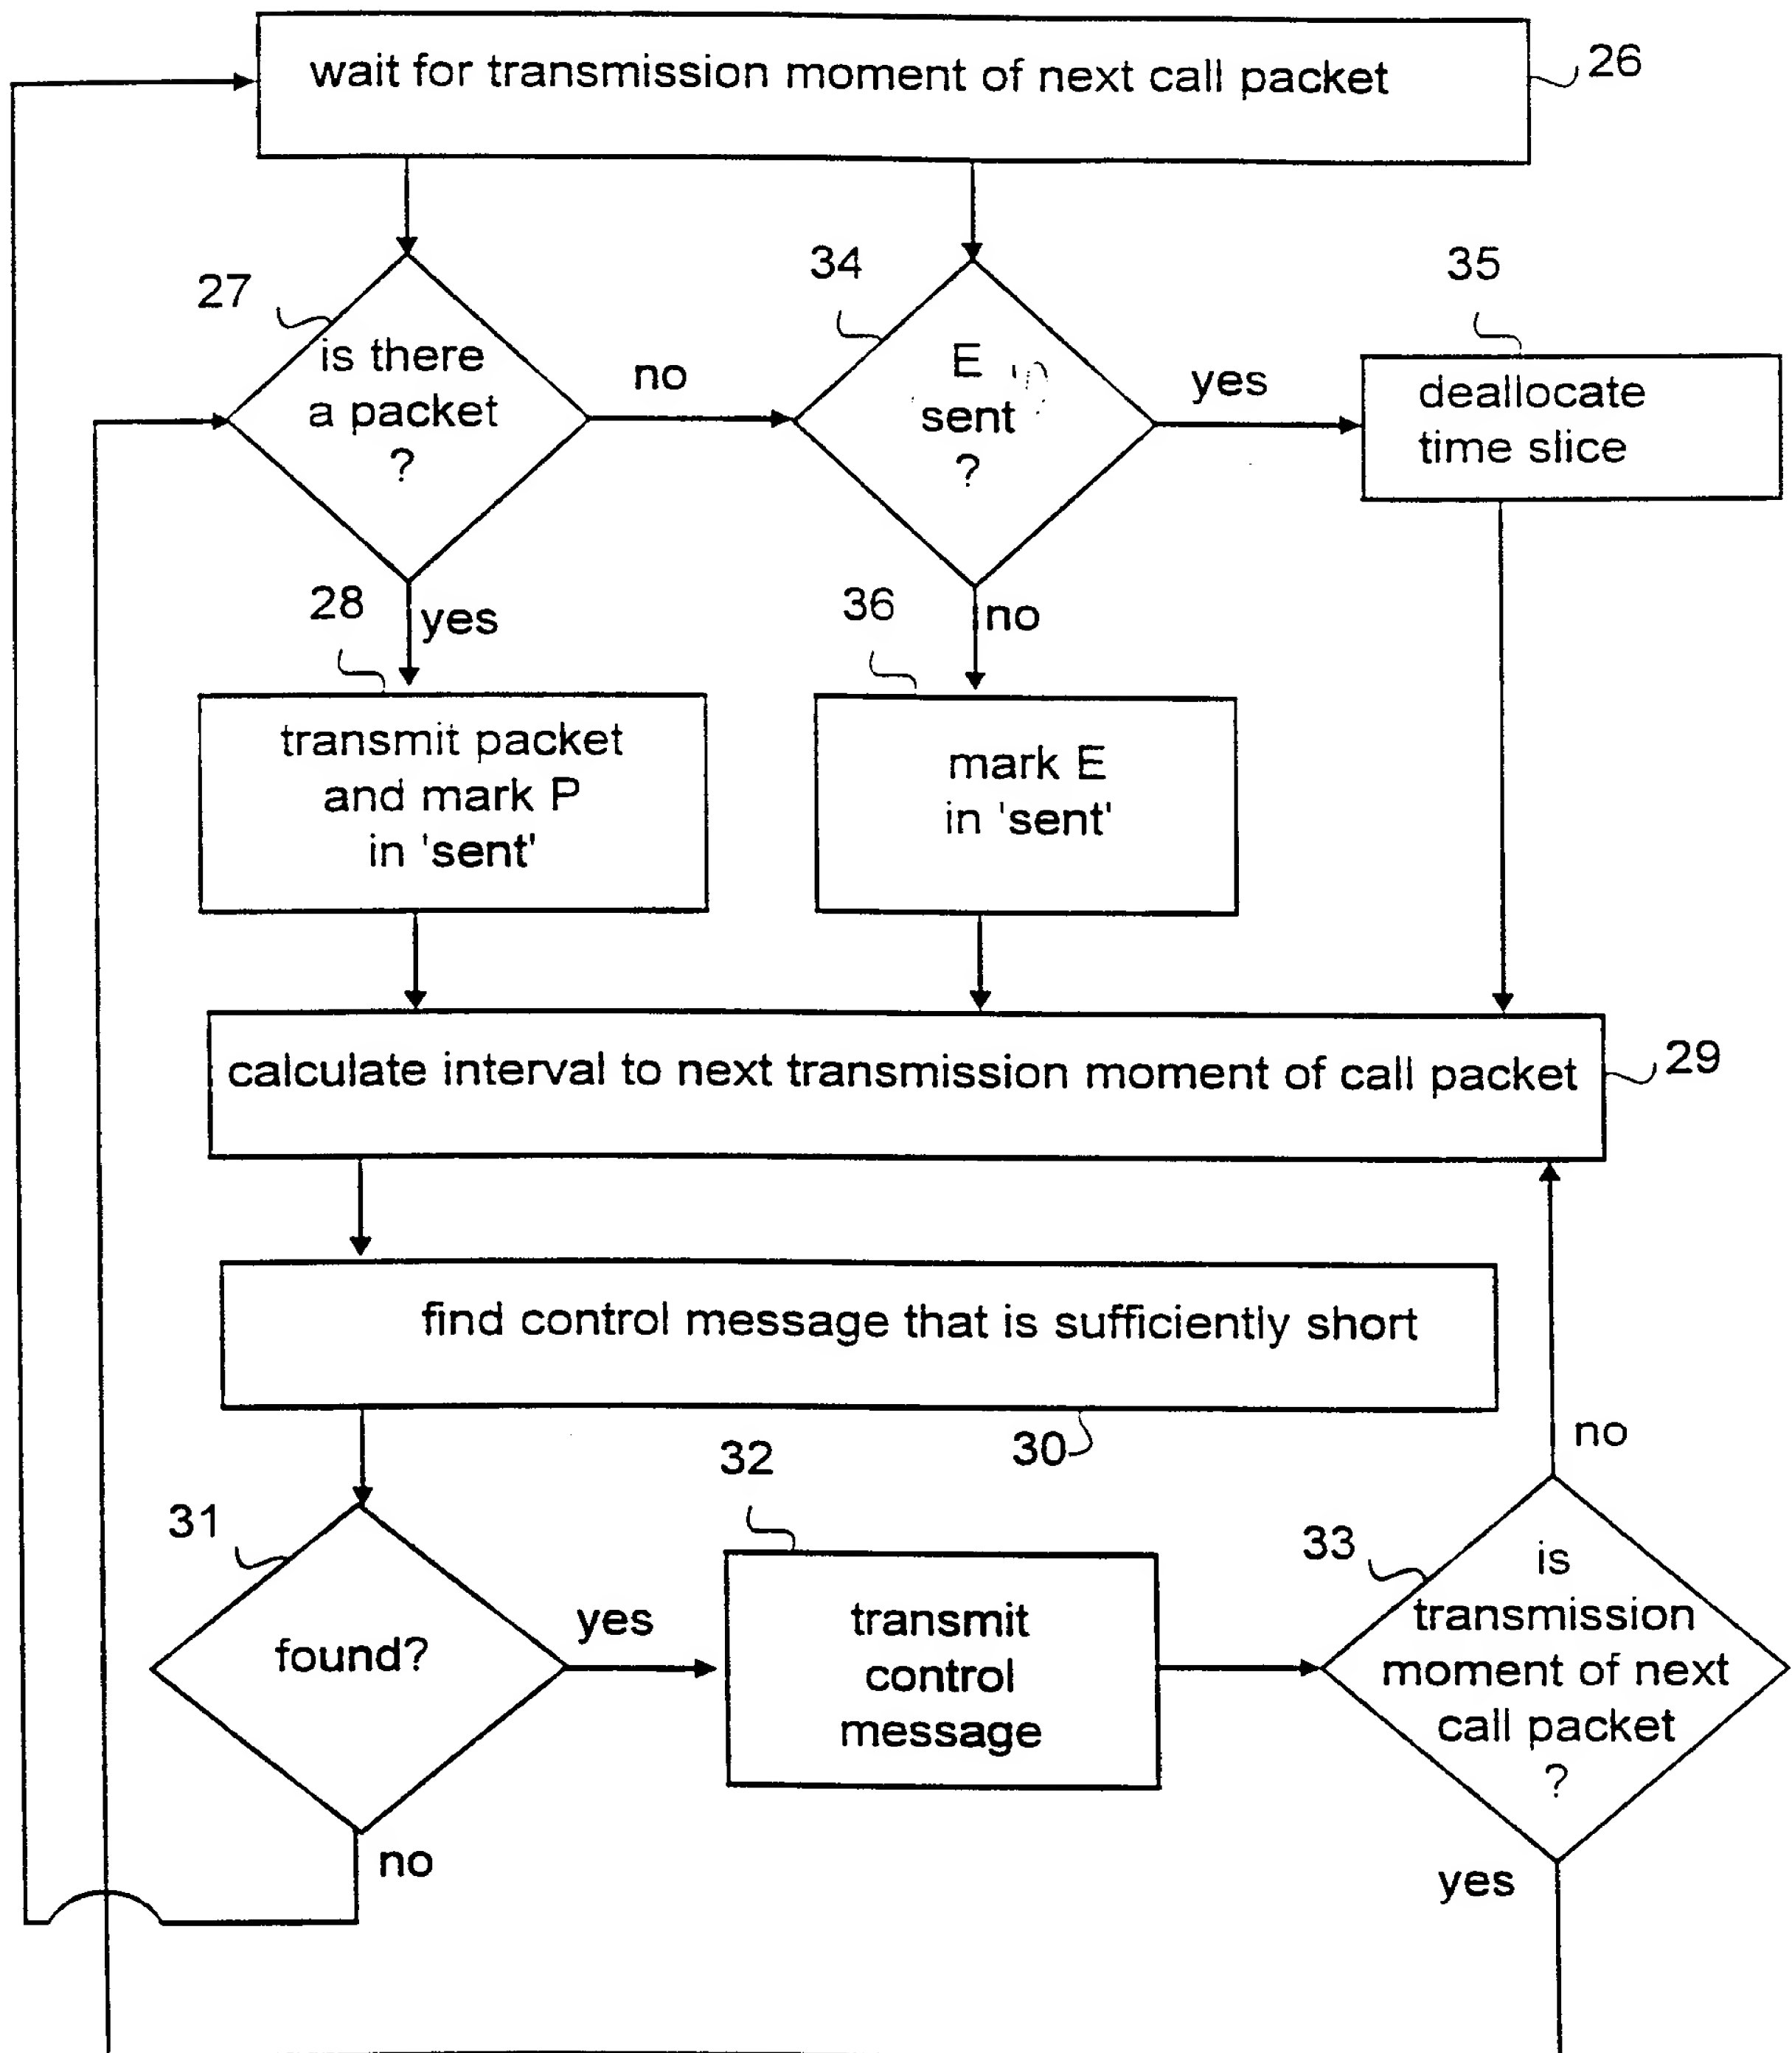 wait for transmission moment of next call packet
26
27
is there
a packet
?
no
34
E
sent
?
yes
35
deallocate
time slice
28
yes
36
no
transmit packet
and mark P
in 'sent'
mark E
in 'sent'
calculate interval to next transmission moment of call packet
29
find control message that is sufficiently short
30
no
31
found?
yes
32
transmit
control
message
33
is
transmission
moment of next
call packet
?
no
yes